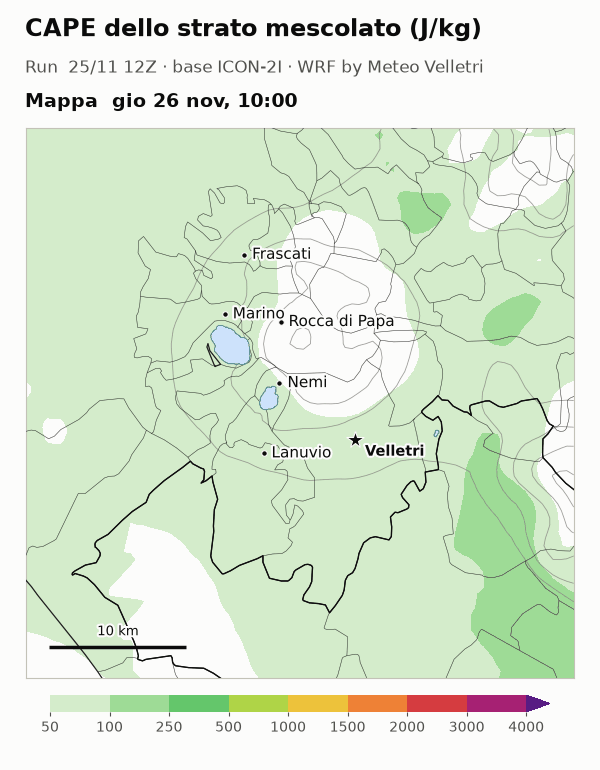 CAPE dello strato mescolato (J/kg)
Run  25/11 12Z · base ICON-2I · WRF by Meteo Velletri
Mappa  gio 26 nov, 10:00
Frascati
Marino
Rocca di Papa
Nemi
Velletri
Lanuvio
10 km
50 100 250 500 1000 1500 2000 3000 4000